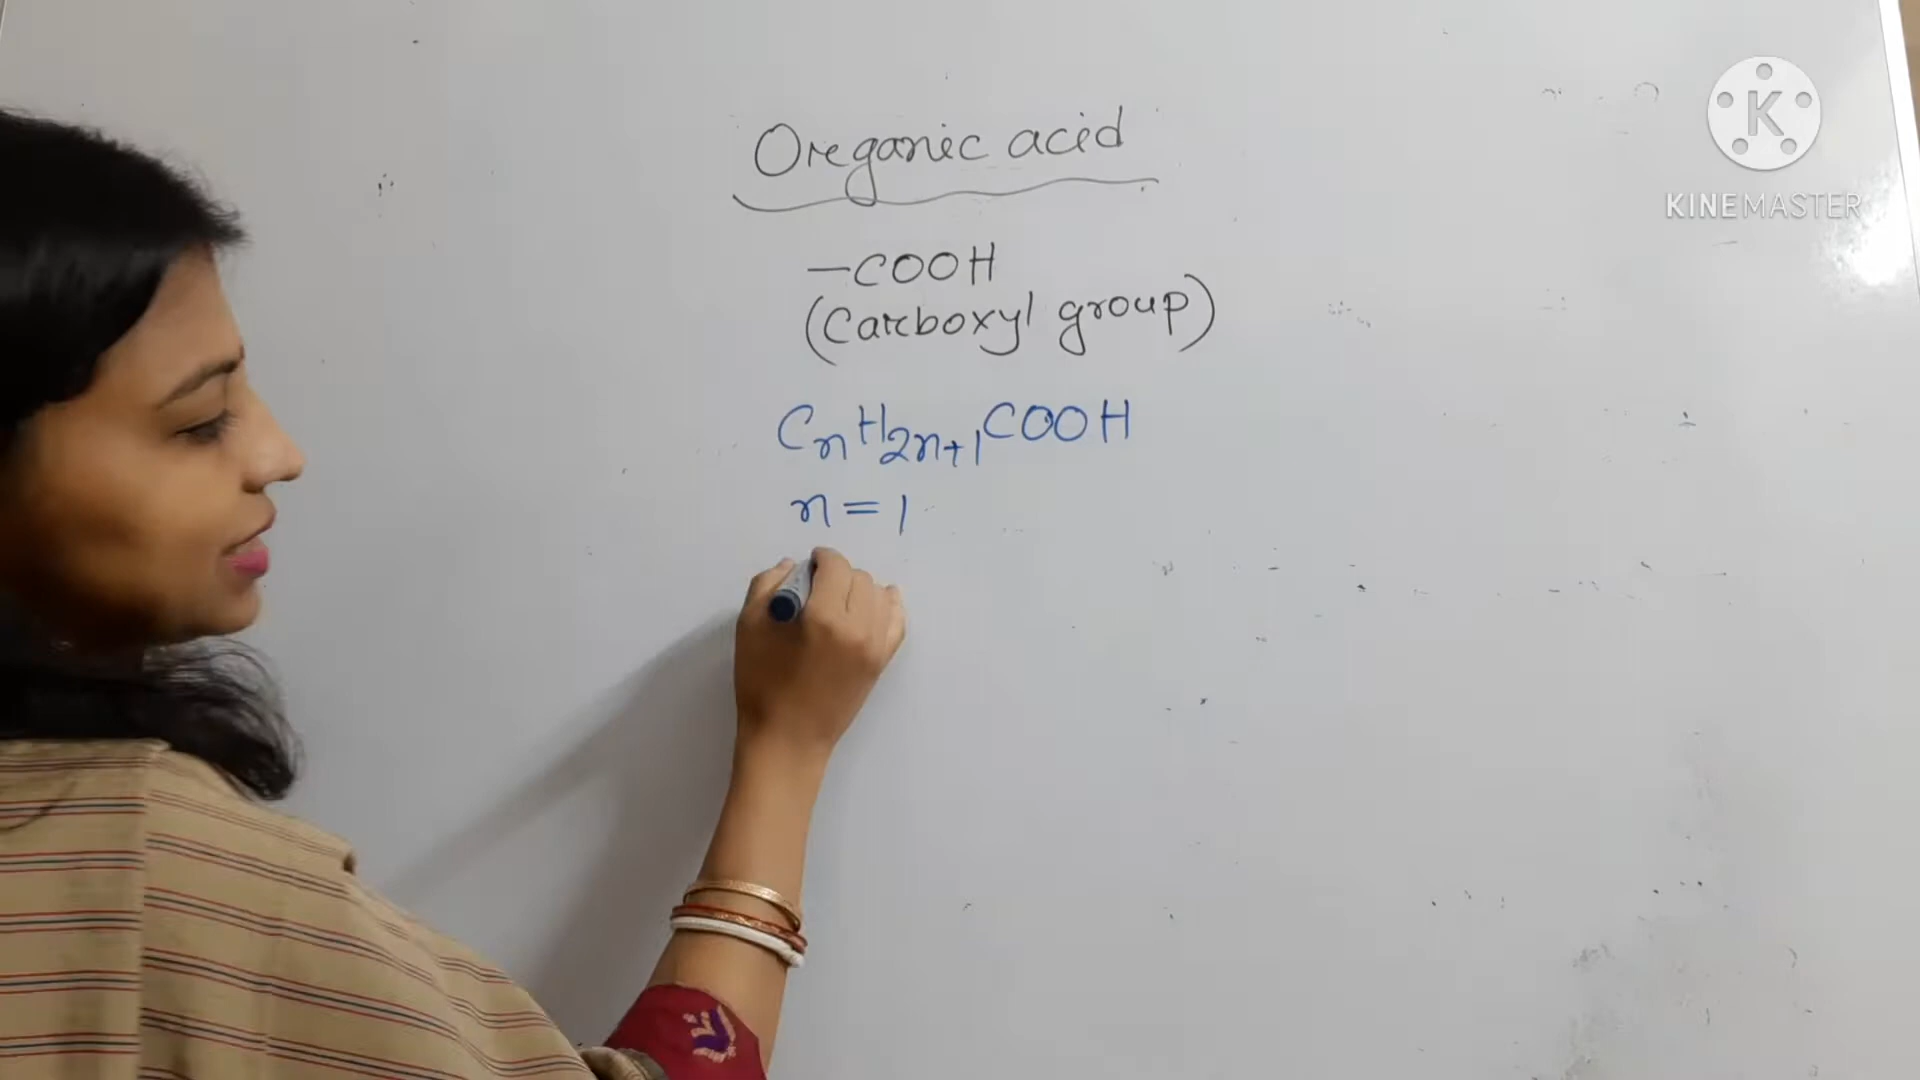 Oreganic acid
-COOH
(Carboxyl group)
CnH2n+1COOH
n = 1
K
KINEMASTER